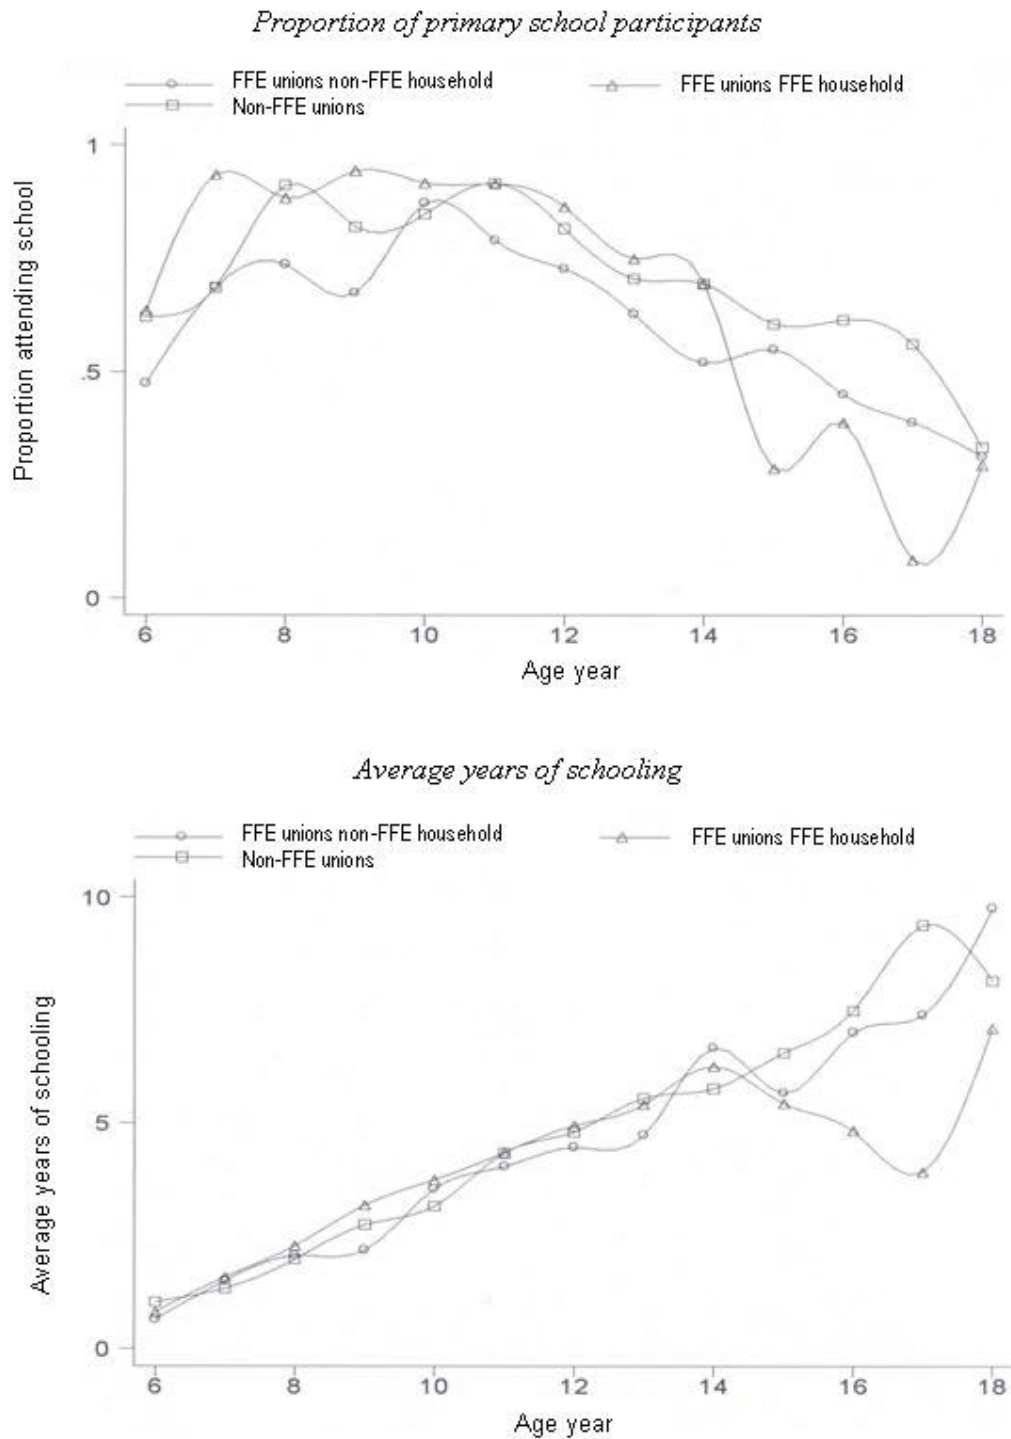 Proportion of primary school participants
FFE unions non-FFE household
FFE unions FFE household
Non-FFE unions
Proportion attending school
1
.5
0
6 8 10 12 14 16 18
Age year
Average years of schooling
FFE unions non-FFE household
FFE unions FFE household
Non-FFE unions
Average years of schooling
10
5
0
6 8 10 12 14 16 18
Age year